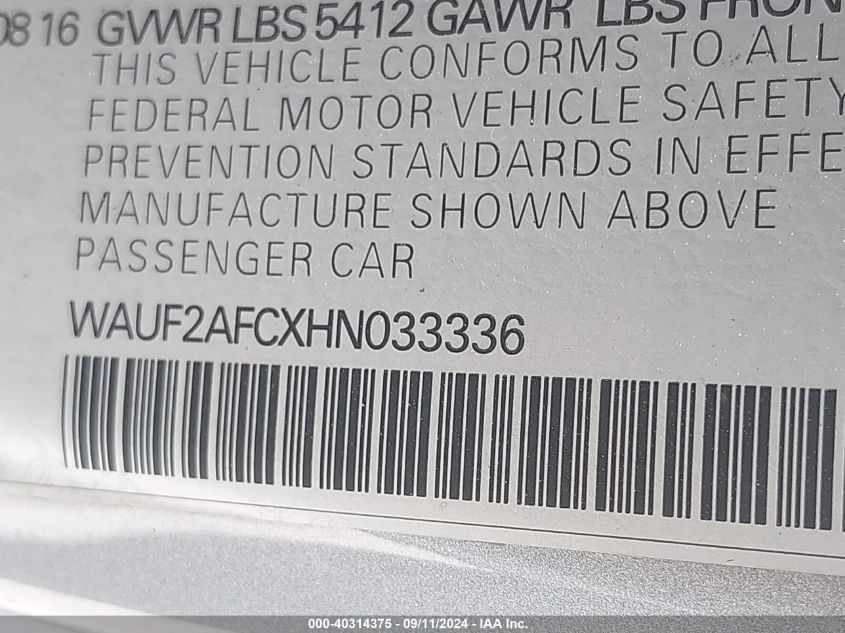 08 16 GVWR LBS 5412 GAWR LBS FRON
THIS VEHICLE CONFORMS TO ALL
FEDERAL MOTOR VEHICLE SAFETY
PREVENTION STANDARDS IN EFFE
MANUFACTURE SHOWN ABOVE
PASSENGER CAR
WAUF2AFCXHN033336
000-40314375 - 09/11/2024 - IAA Inc.